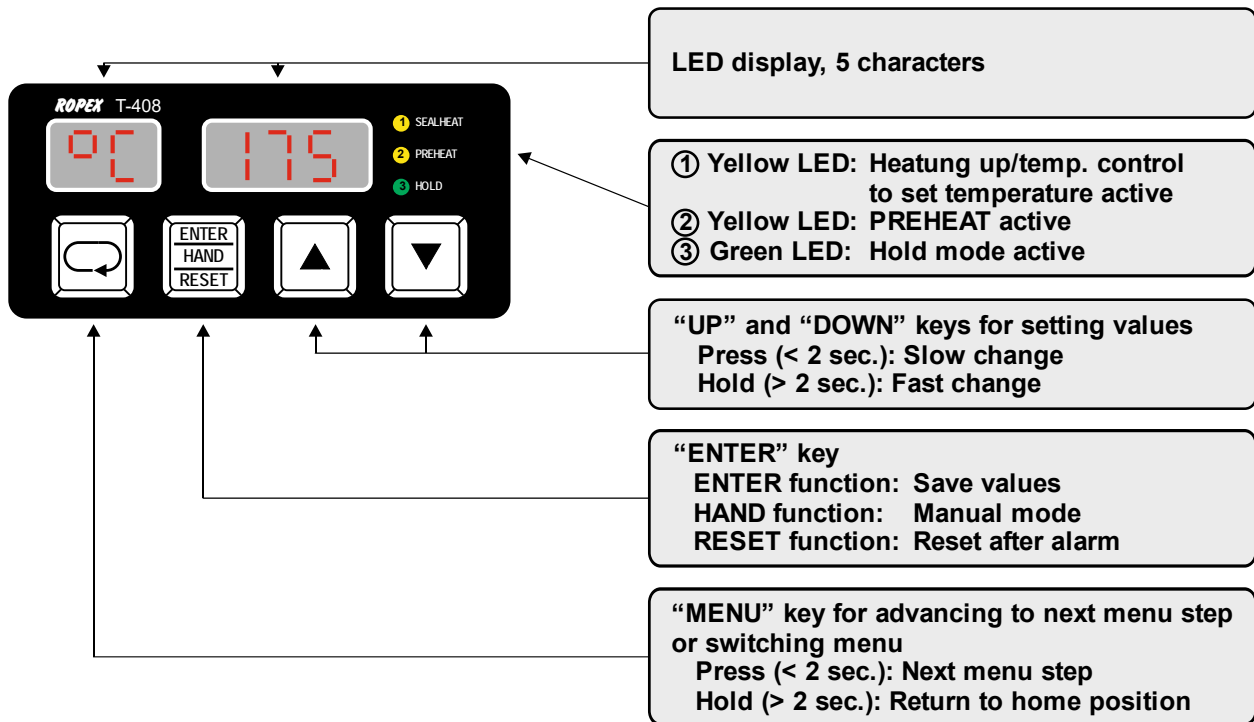 LED display, 5 characters
ROPEX T-408
°C 175
1 SEALHEAT
2 PREHEAT
3 HOLD
① Yellow LED: Heatung up/temp. control
to set temperature active
② Yellow LED: PREHEAT active
③ Green LED: Hold mode active
ENTER
HAND
RESET
“UP” and “DOWN” keys for setting values
Press (< 2 sec.): Slow change
Hold (> 2 sec.): Fast change
“ENTER” key
ENTER function: Save values
HAND function: Manual mode
RESET function: Reset after alarm
“MENU” key for advancing to next menu step
or switching menu
Press (< 2 sec.): Next menu step
Hold (> 2 sec.): Return to home position